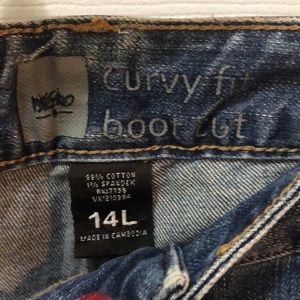 curvy fit
boot cut
99% COTTON
1% SPANDEX
14L
MADE IN CAMBODIA